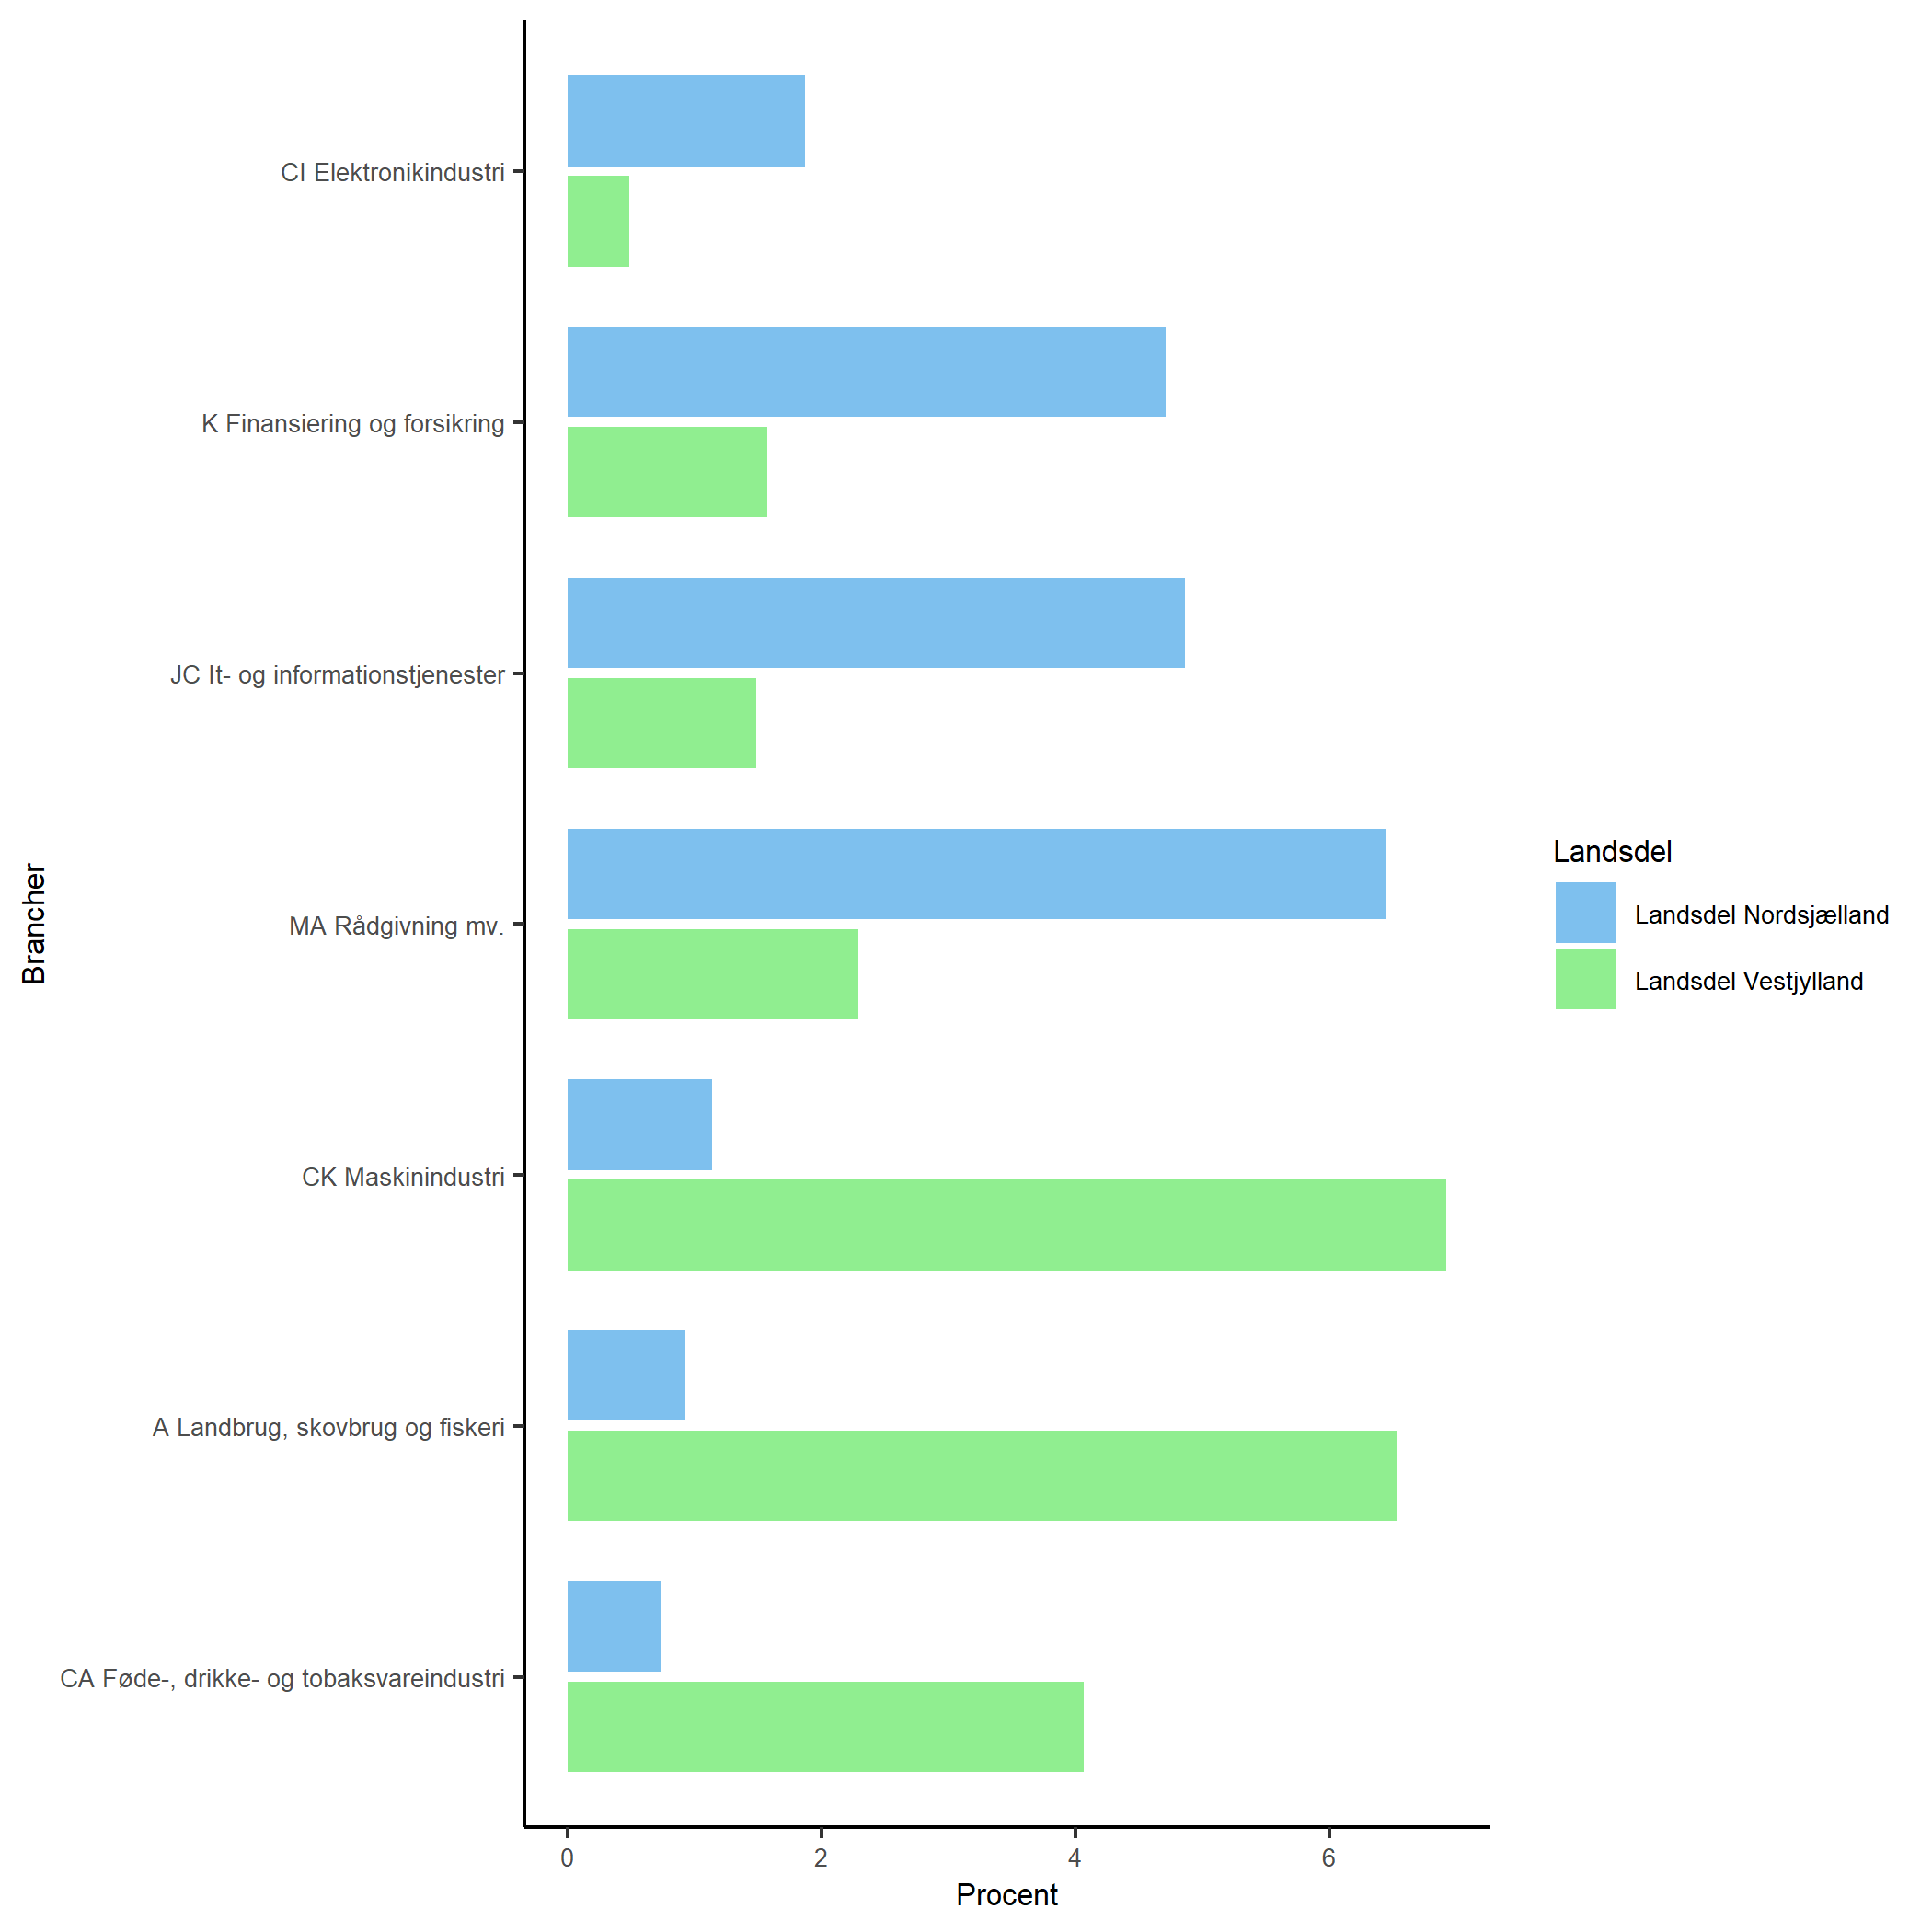 CI Elektronikindustri
K Finansiering og forsikring
JC It- og informationstjenester
MA Rådgivning mv.
CK Maskinindustri
A Landbrug, skovbrug og fiskeri
CA Føde-, drikke- og tobaksvareindustri
Brancher
0 2 4 6
Procent
Landsdel
Landsdel Nordsjælland
Landsdel Vestjylland